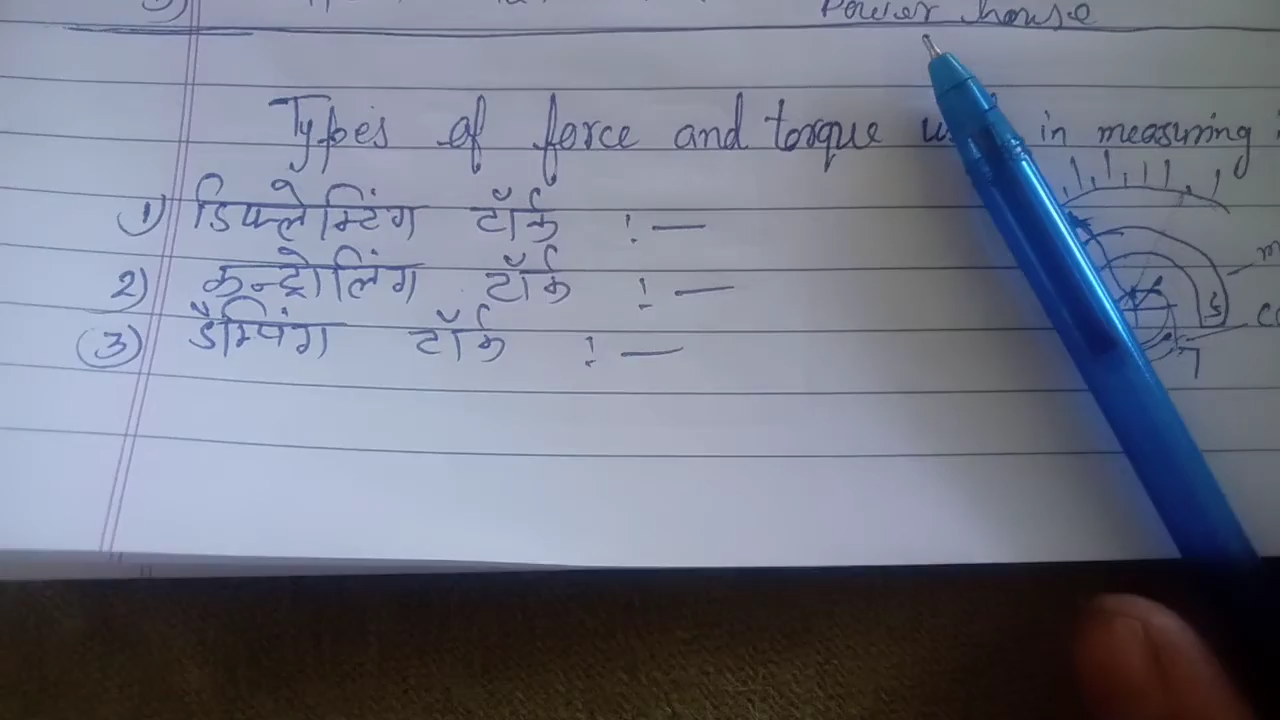 Power house
Types of force and torque in measuring
1) डिफ्लेक्टिंग टॉर्क :—
2) कन्ट्रोलिंग टॉर्क :—
3) डैम्पिंग टॉर्क :—